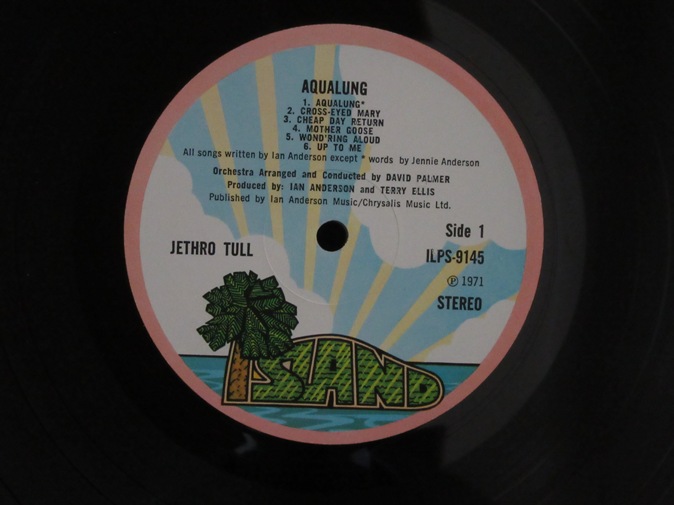 AQUALUNG
1. AQUALUNG*
2. CROSS-EYED MARY
3. CHEAP DAY RETURN
4. MOTHER GOOSE
5. WOND'RING ALOUD
6. UP TO ME
All songs written by Ian Anderson except * words by Jennie Anderson
Orchestra Arranged and Conducted by DAVID PALMER
Produced by: IAN ANDERSON and TERRY ELLIS
Published by Ian Anderson Music/Chrysalis Music Ltd.
Side 1
JETHRO TULL
ILPS-9145
Ⓟ 1971
STEREO
ISLAND